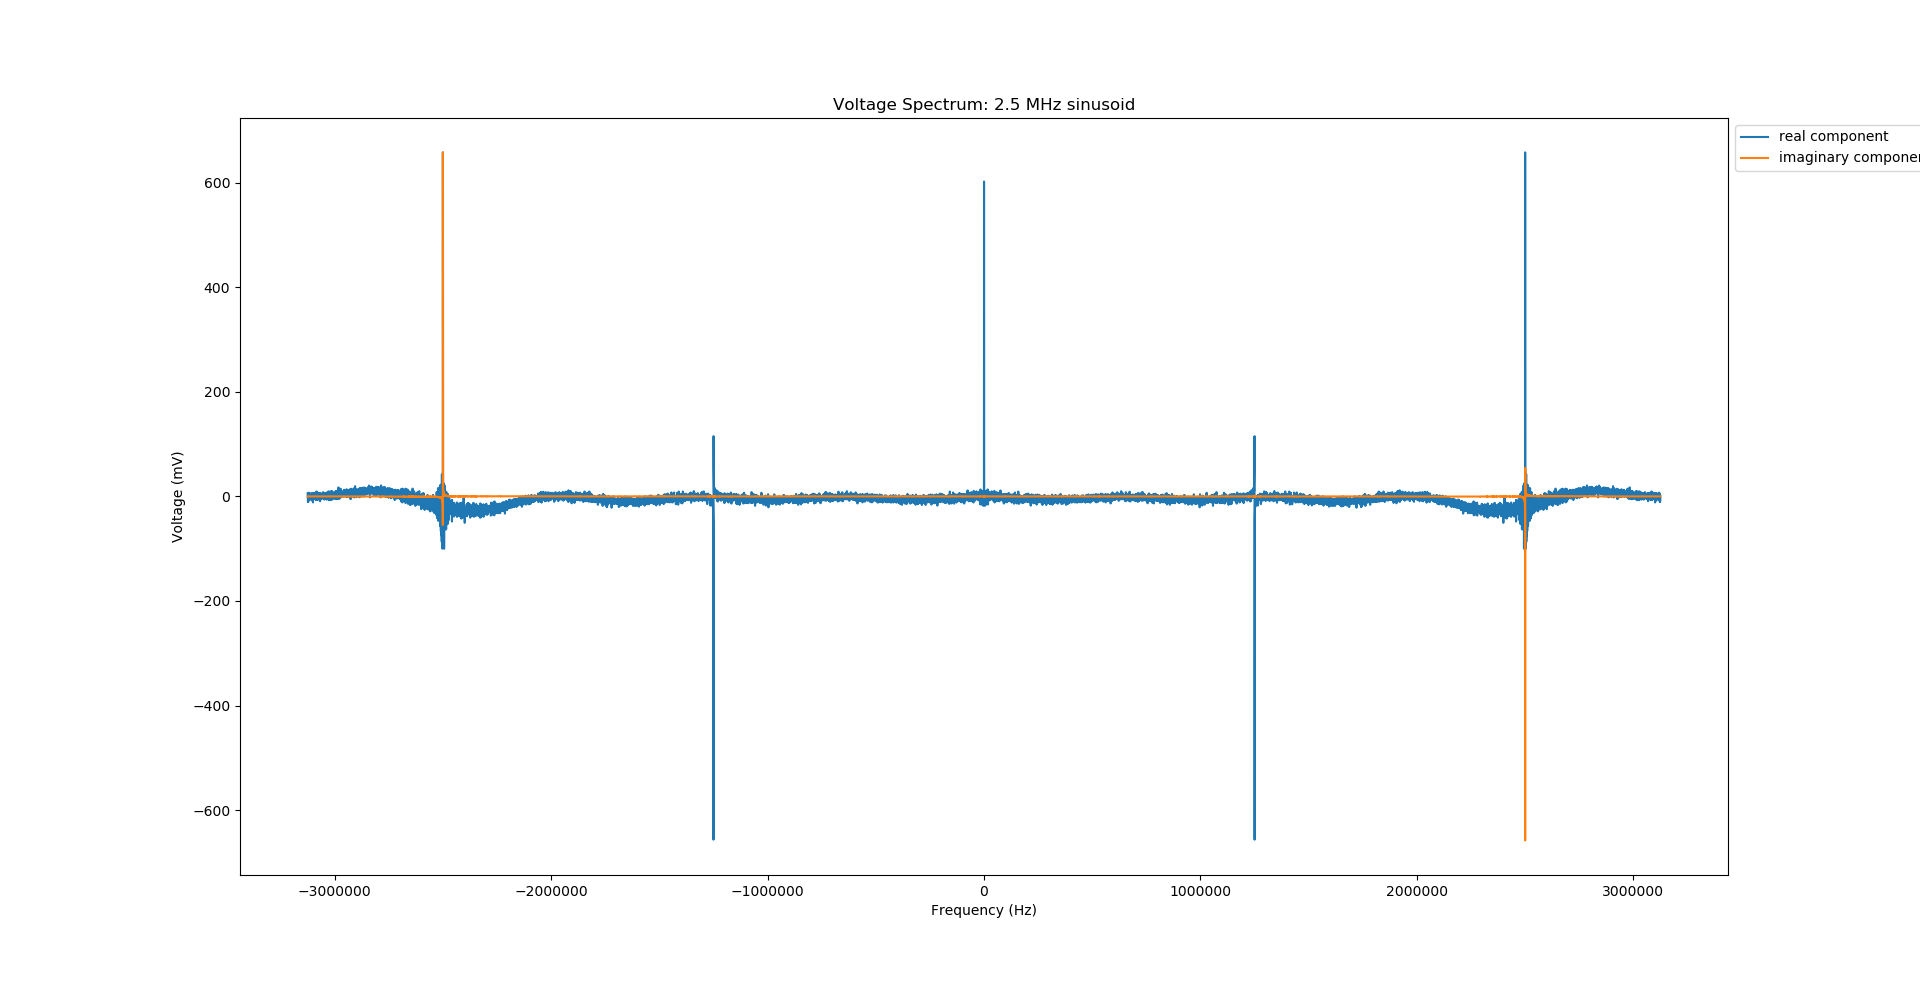 Voltage Spectrum: 2.5 MHz sinusoid
real component
imaginary compone
600
400
200
0
−200
−400
−600
Voltage (mV)
−3000000 −2000000 −1000000 0 1000000 2000000 3000000
Frequency (Hz)